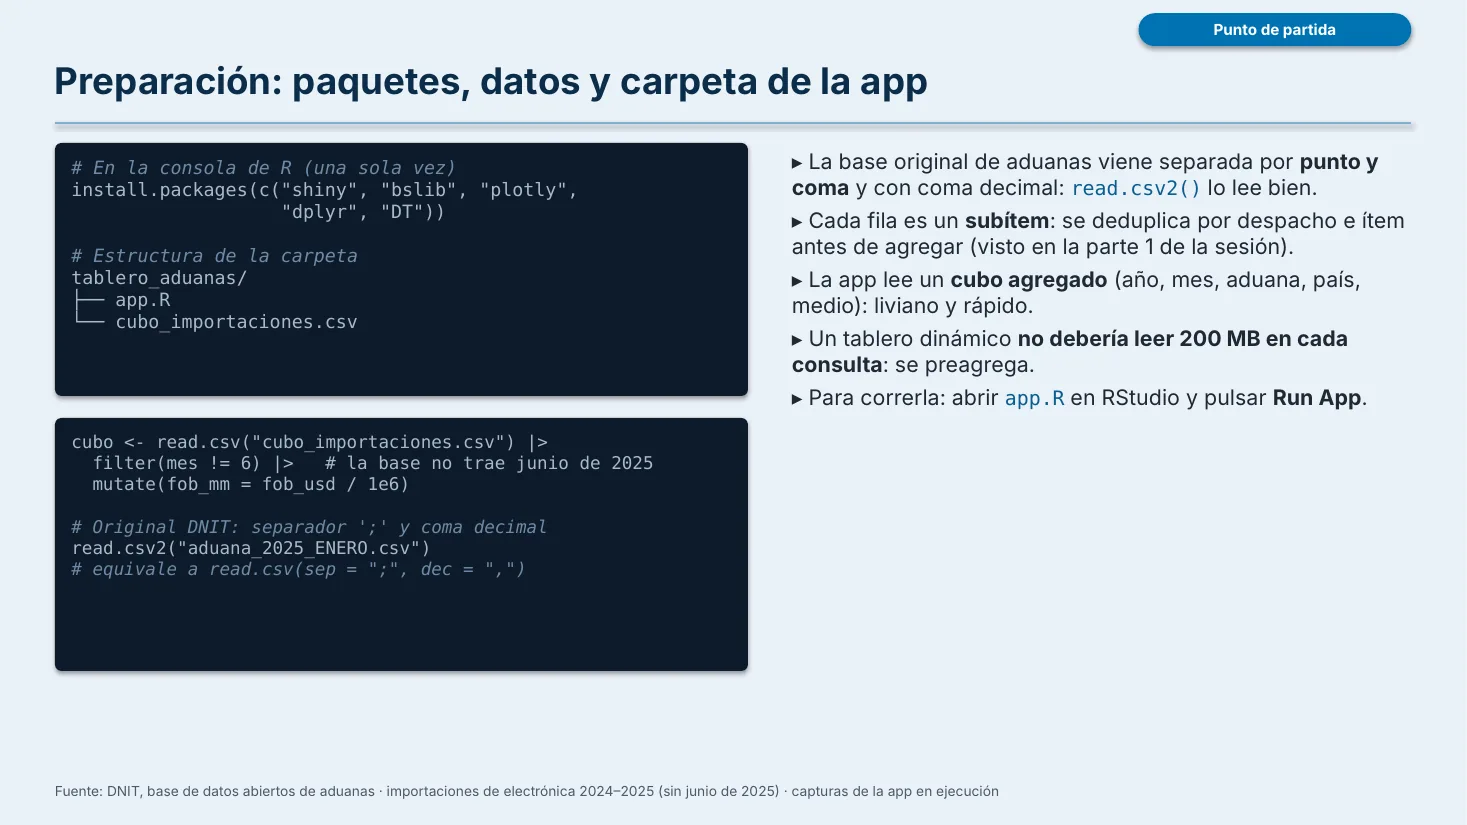 Punto de partida
Preparación: paquetes, datos y carpeta de la app
# En la consola de R (una sola vez)
install.packages(c("shiny", "bslib", "plotly",
                    "dplyr", "DT"))
# Estructura de la carpeta
tablero_aduanas/
├── app.R
└── cubo_importaciones.csv
cubo <- read.csv("cubo_importaciones.csv") |>
  filter(mes != 6) |>   # la base no trae junio de 2025
  mutate(fob_mm = fob_usd / 1e6)
# Original DNIT: separador ';' y coma decimal
read.csv2("aduana_2025_ENERO.csv")
# equivale a read.csv(sep = ";", dec = ",")
▸ La base original de aduanas viene separada por punto y
coma y con coma decimal: read.csv2() lo lee bien.
▸ Cada fila es un subítem: se deduplica por despacho e ítem
antes de agregar (visto en la parte 1 de la sesión).
▸ La app lee un cubo agregado (año, mes, aduana, país,
medio): liviano y rápido.
▸ Un tablero dinámico no debería leer 200 MB en cada
consulta: se preagrega.
▸ Para correrla: abrir app.R en RStudio y pulsar Run App.
Fuente: DNIT, base de datos abiertos de aduanas · importaciones de electrónica 2024–2025 (sin junio de 2025) · capturas de la app en ejecución